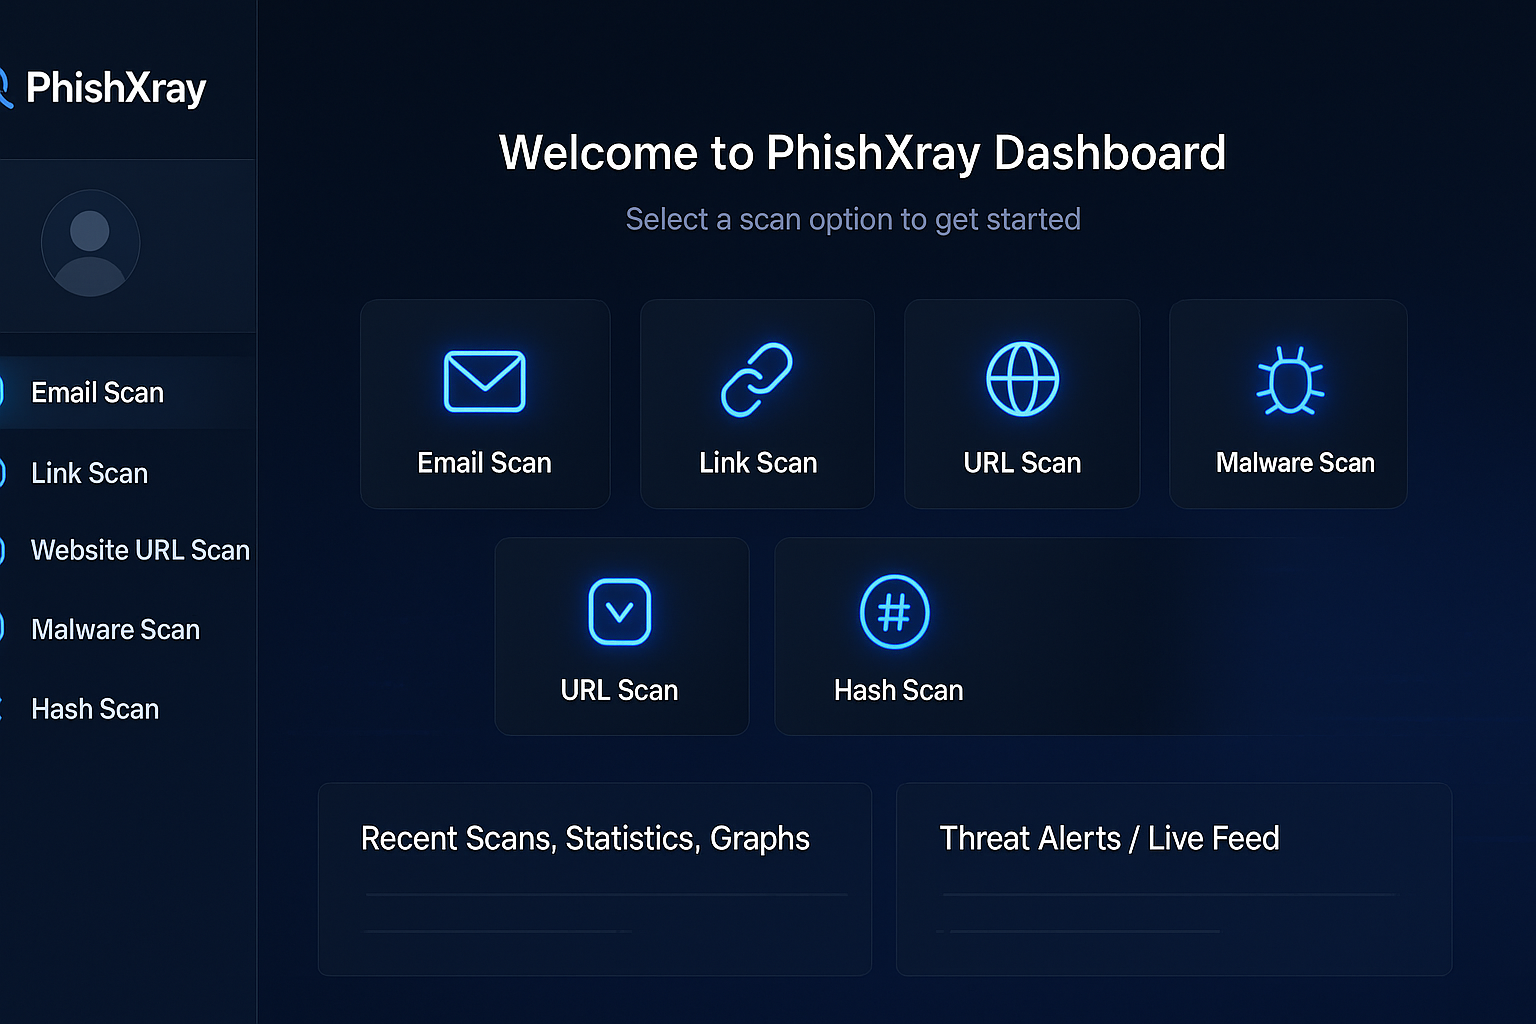 PhishXray
Email Scan
Link Scan
Website URL Scan
Malware Scan
Hash Scan
Welcome to PhishXray Dashboard
Select a scan option to get started
Email Scan
Link Scan
URL Scan
Malware Scan
URL Scan
#
Hash Scan
Recent Scans, Statistics, Graphs
Threat Alerts / Live Feed